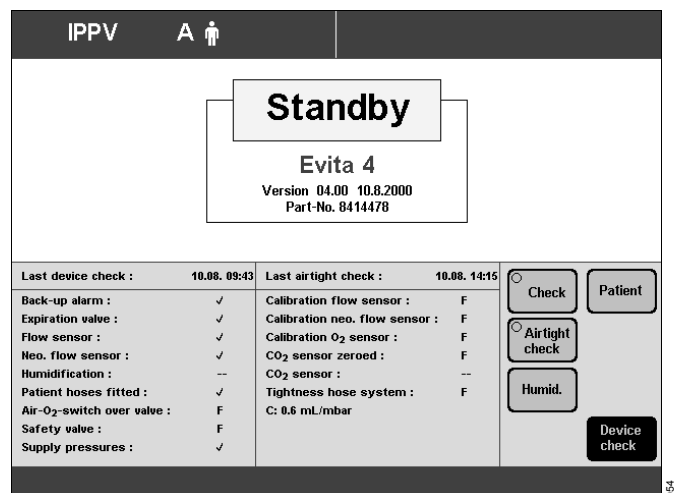 IPPV A
Standby
Evita 4
Version 04.00 10.8.2000
Part-No. 8414478
Last device check : 10.08. 09:43
Back-up alarm : ✓
Expiration valve : ✓
Flow sensor : ✓
Neo. flow sensor : ✓
Humidification : --
Patient hoses fitted : ✓
Air-O2-switch over valve : F
Safety valve : F
Supply pressures : ✓
Last airtight check : 10.08. 14:15
Calibration flow sensor : F
Calibration neo. flow sensor : F
Calibration O2 sensor : F
CO2 sensor zeroed : F
CO2 sensor : --
Tightness hose system : F
C: 0.6 mL/mbar
Check
Patient
Airtight
check
Humid.
Device
check
54